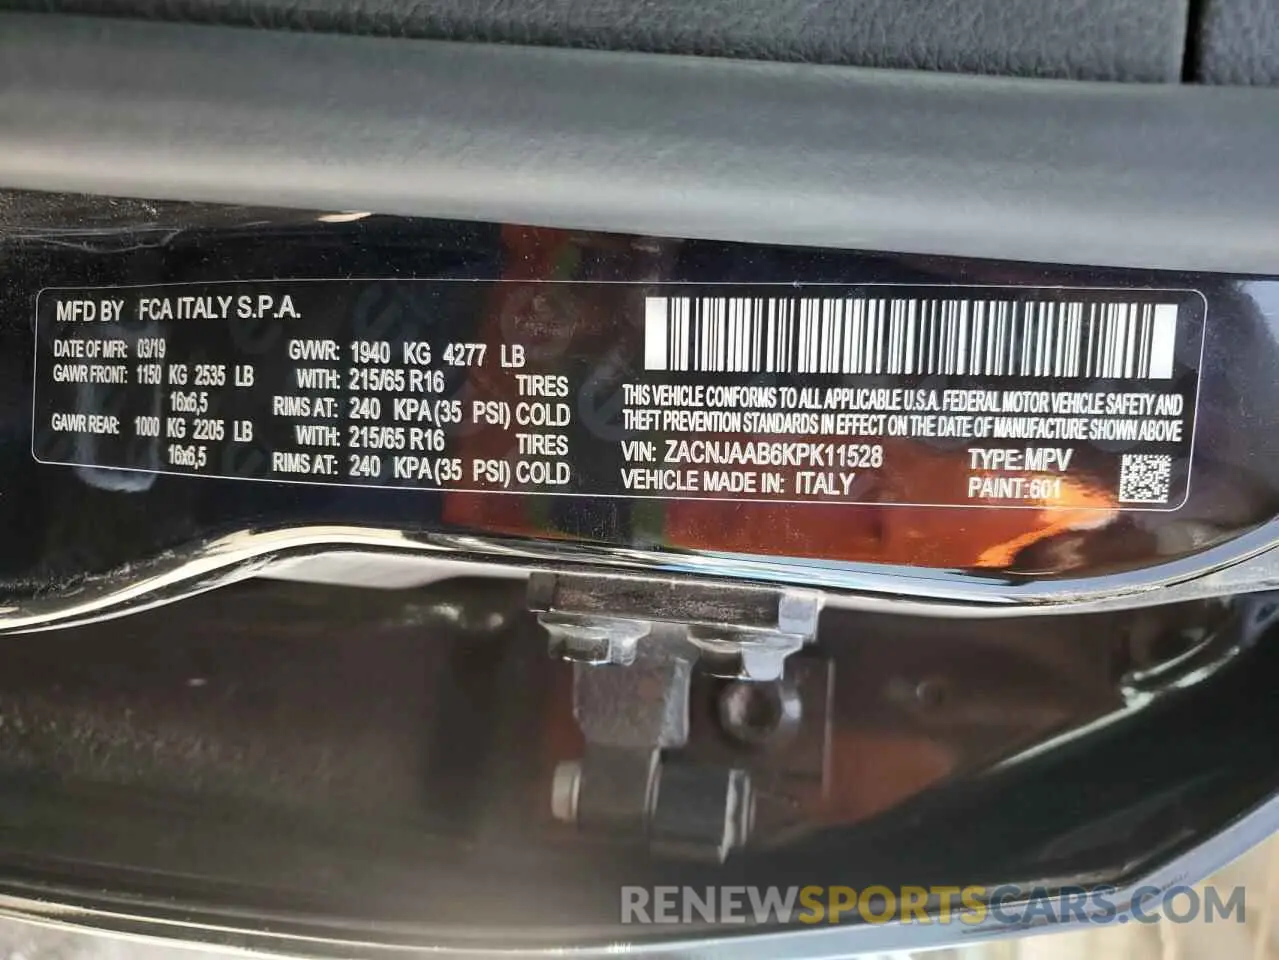 MFD BY FCA ITALY S.P.A.
DATE OF MFR: 03/19 GVWR: 1940 KG 4277 LB
GAWR FRONT: 1150 KG 2535 LB WITH: 215/65 R16 TIRES
16x6,5 RIMS AT: 240 KPA (35 PSI) COLD
GAWR REAR: 1000 KG 2205 LB WITH: 215/65 R16 TIRES
16x6,5 RIMS AT: 240 KPA (35 PSI) COLD
THIS VEHICLE CONFORMS TO ALL APPLICABLE U.S.A. FEDERAL MOTOR VEHICLE SAFETY AND
THEFT PREVENTION STANDARDS IN EFFECT ON THE DATE OF MANUFACTURE SHOWN ABOVE
VIN: ZACNJAAB6KPK11528 TYPE: MPV
VEHICLE MADE IN: ITALY PAINT: 601
RENEWSPORTSCARS.COM